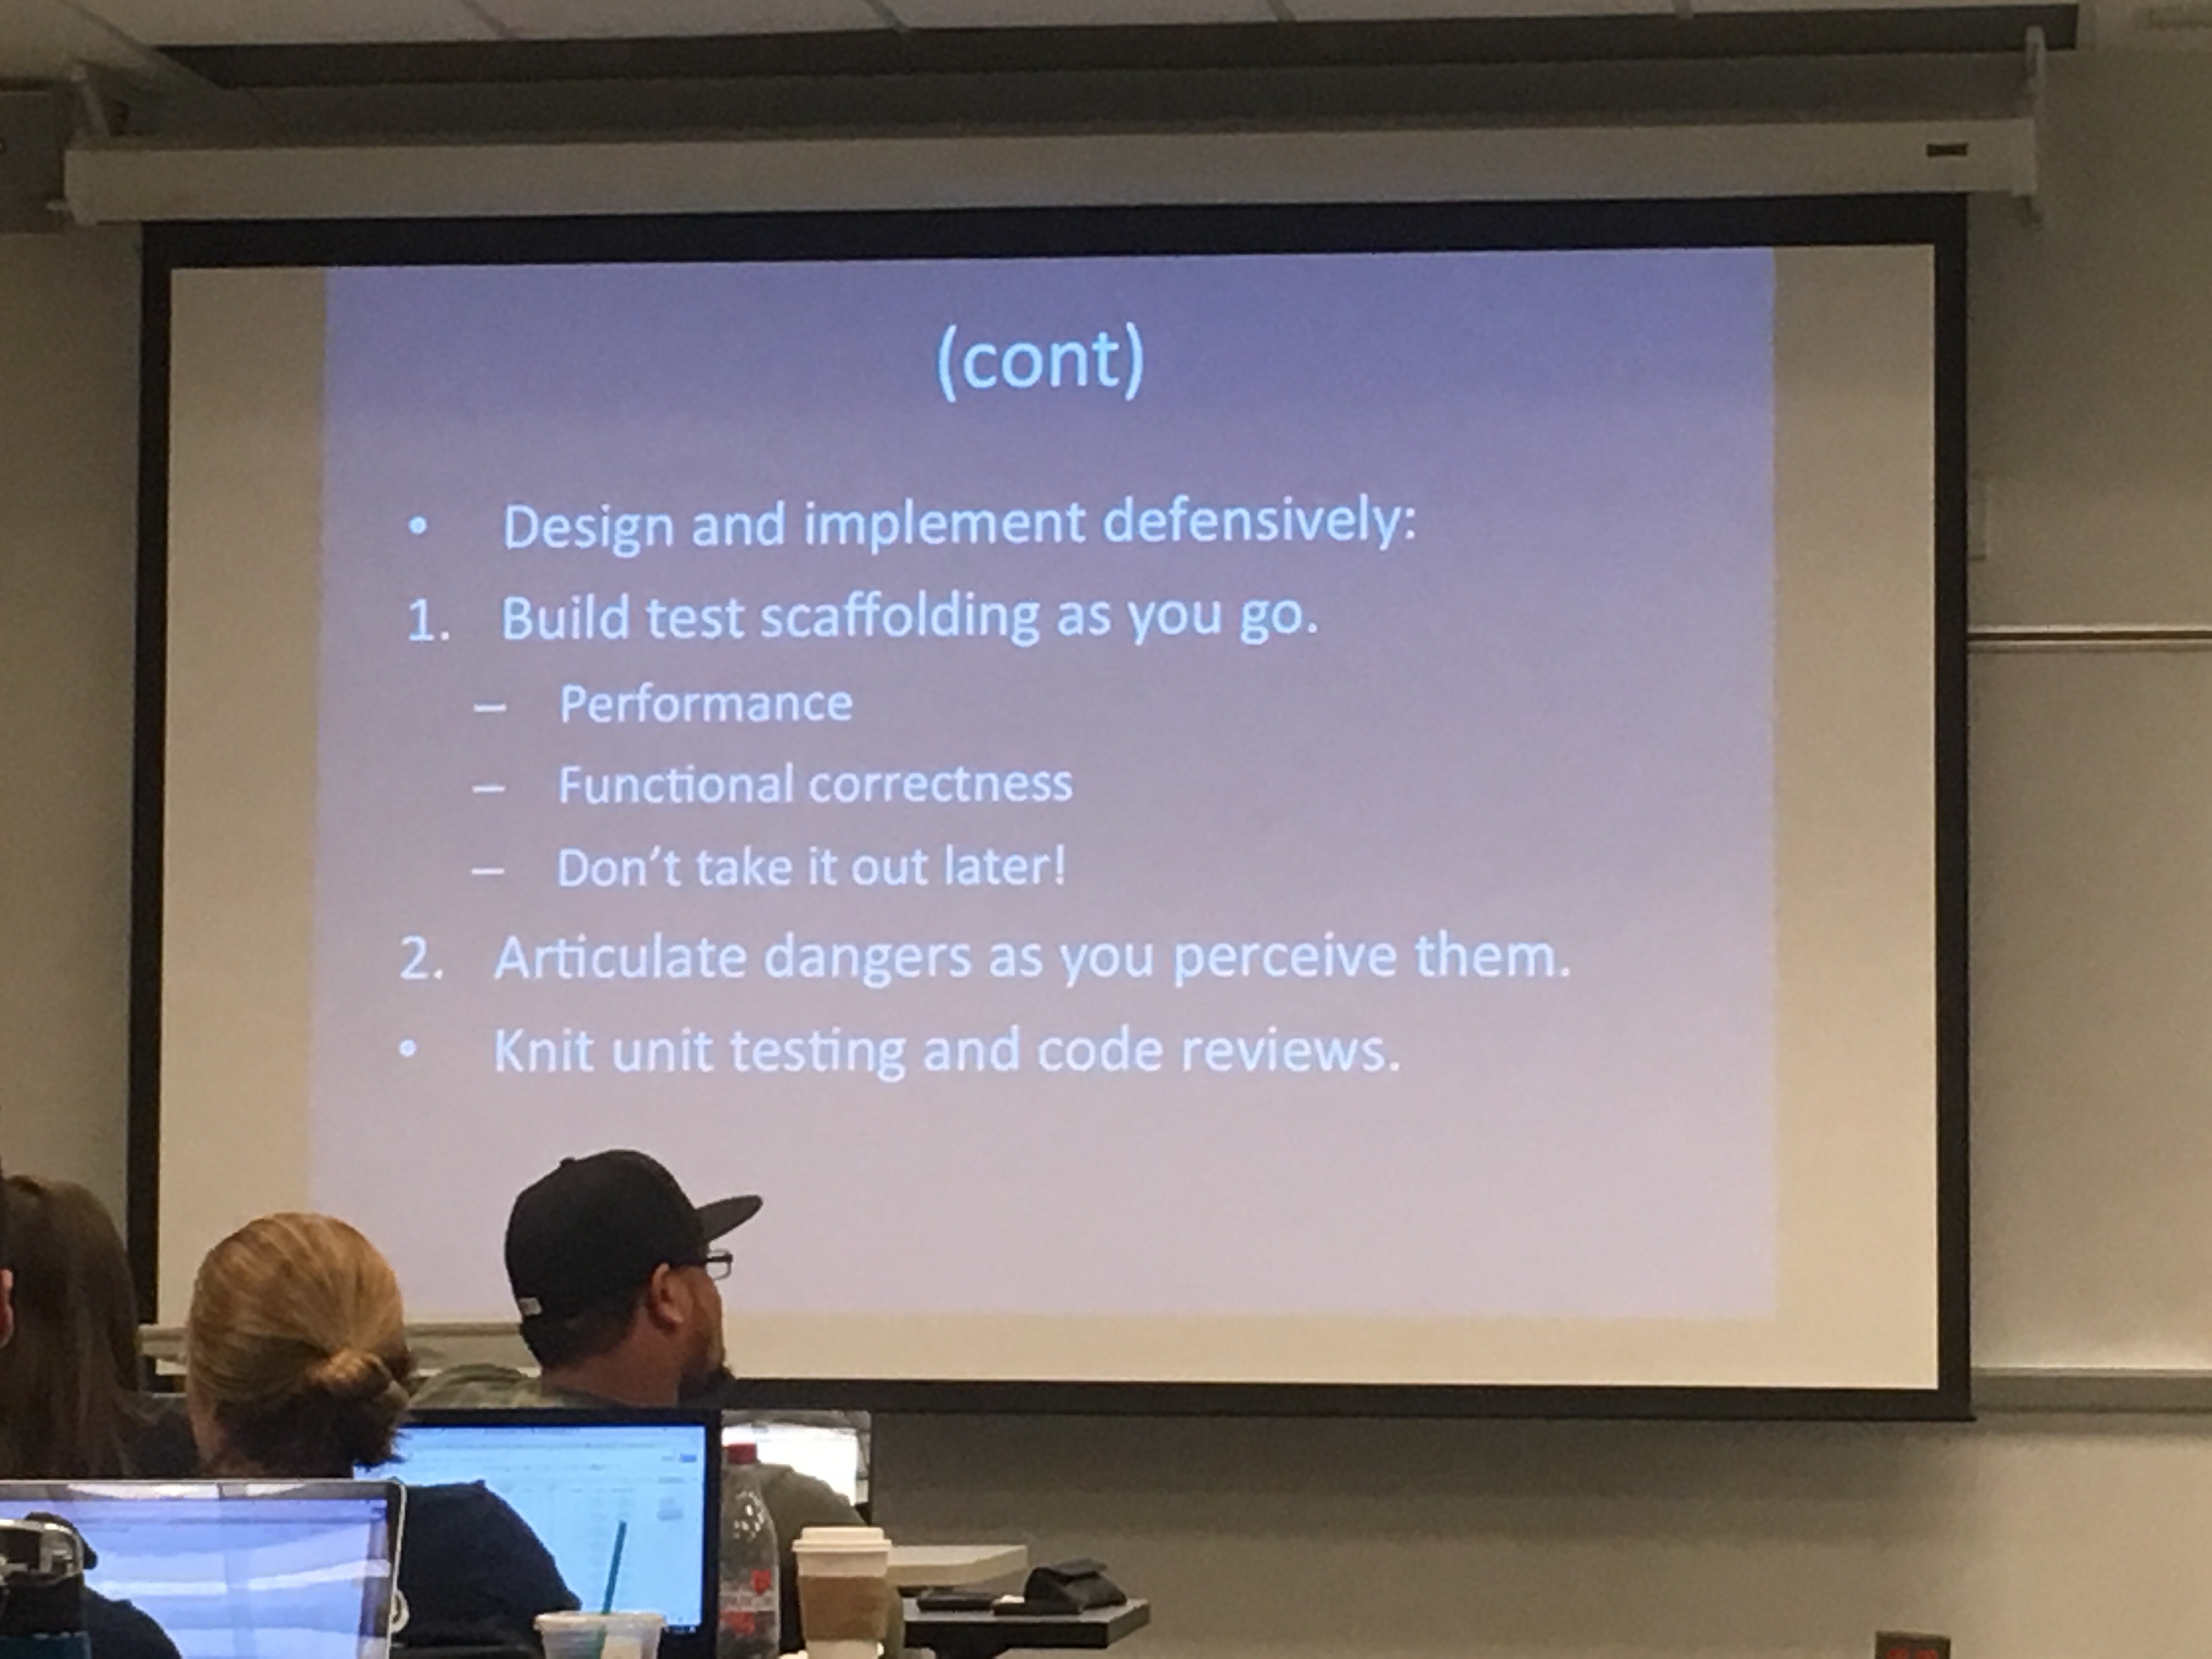 (cont)
• Design and implement defensively:
1. Build test scaffolding as you go.
– Performance
– Functional correctness
– Don't take it out later!
2. Articulate dangers as you perceive them.
• Knit unit testing and code reviews.